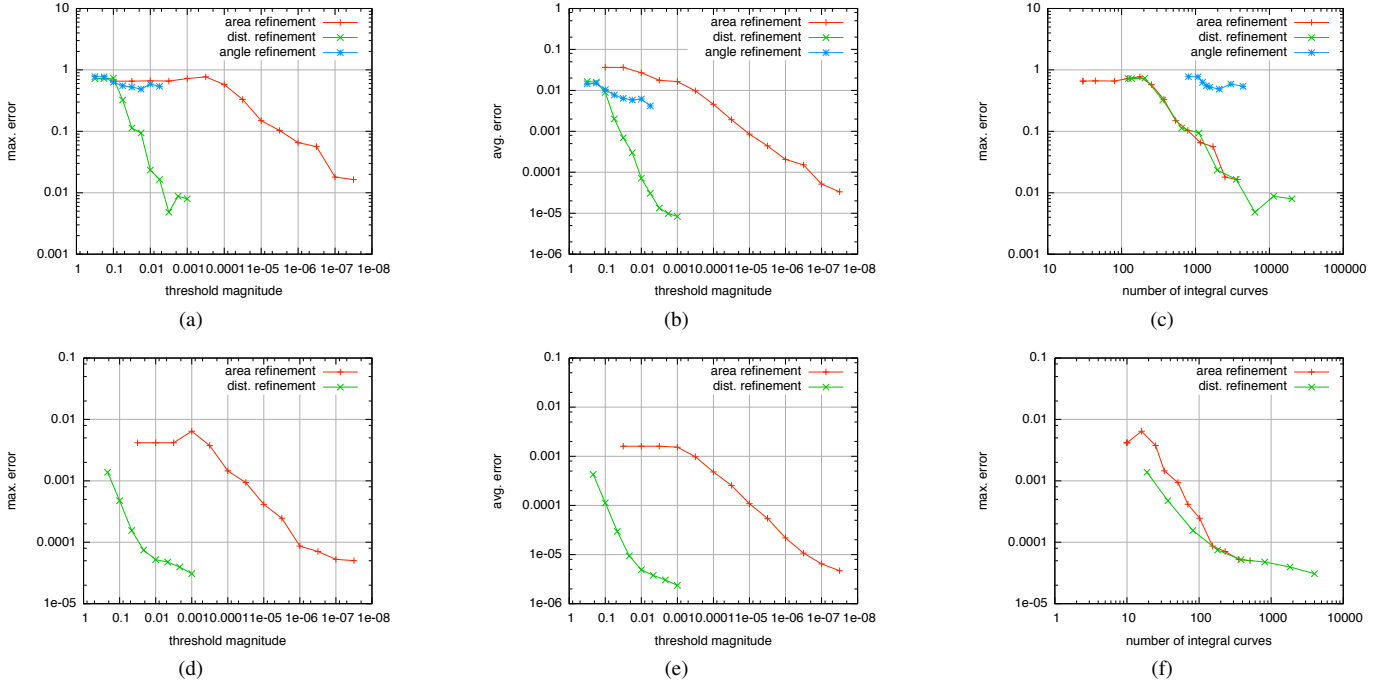 10
1
0.1
0.01
0.001
max. error
area refinement
dist. refinement
angle refinement
1 0.1 0.01 0.001 0.0001 1e-05 1e-06 1e-07 1e-08
threshold magnitude
(a)
1
0.1
0.01
0.001
0.0001
1e-05
1e-06
avg. error
area refinement
dist. refinement
angle refinement
1 0.1 0.01 0.001 0.0001 1e-05 1e-06 1e-07 1e-08
threshold magnitude
(b)
10
1
0.1
0.01
0.001
max. error
area refinement
dist. refinement
angle refinement
10 100 1000 10000 100000
number of integral curves
(c)
0.1
0.01
0.001
0.0001
1e-05
max. error
area refinement
dist. refinement
1 0.1 0.01 0.001 0.0001 1e-05 1e-06 1e-07 1e-08
threshold magnitude
(d)
0.1
0.01
0.001
0.0001
1e-05
1e-06
avg. error
area refinement
dist. refinement
1 0.1 0.01 0.001 0.0001 1e-05 1e-06 1e-07 1e-08
threshold magnitude
(e)
0.1
0.01
0.001
0.0001
1e-05
max. error
area refinement
dist. refinement
1 10 100 1000 10000
number of integral curves
(f)